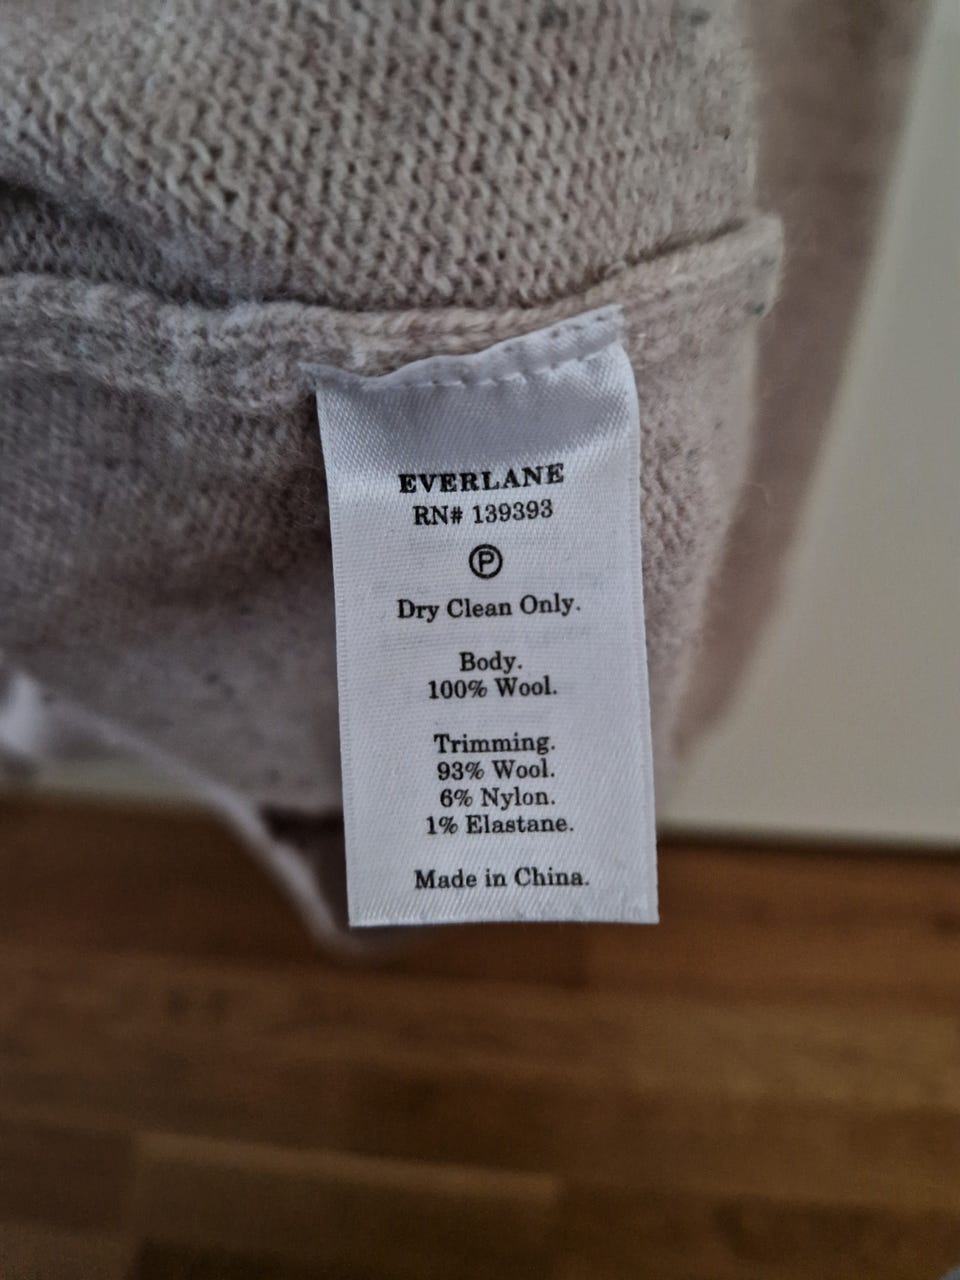 EVERLANE
RN# 139393
P
Dry Clean Only.
Body.
100% Wool.
Trimming.
93% Wool.
6% Nylon.
1% Elastane.
Made in China.